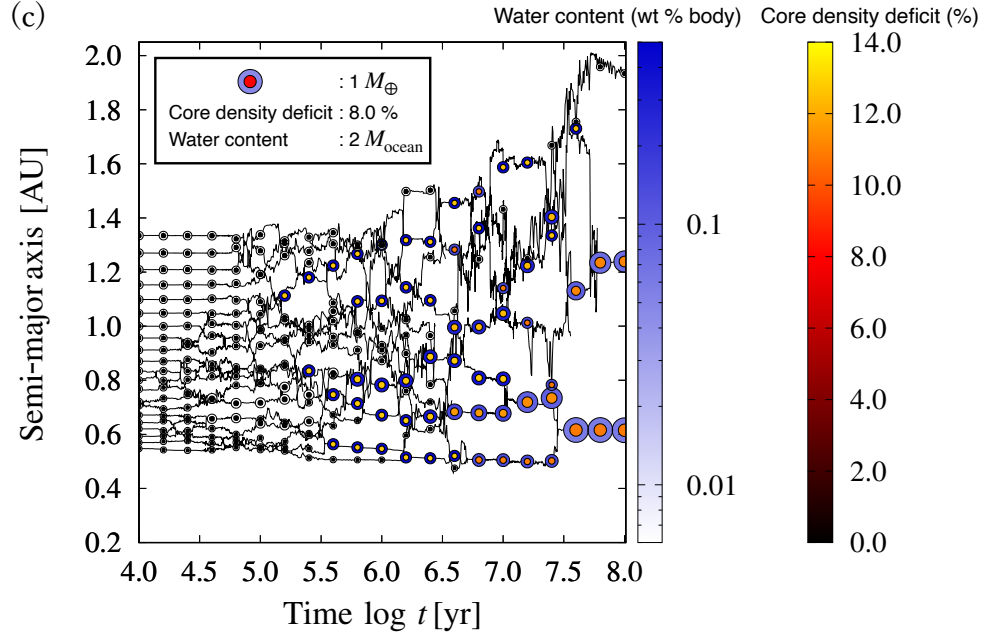 (c)
Water content (wt % body)
Core density deficit (%)
: 1 M⊕
Core density deficit : 8.0 %
Water content : 2 Mocean
Semi-major axis [AU]
2.0
1.8
1.6
1.4
1.2
1.0
0.8
0.6
0.4
0.2
4.0 4.5 5.0 5.5 6.0 6.5 7.0 7.5 8.0
Time log t [yr]
0.1
0.01
14.0
12.0
10.0
8.0
6.0
4.0
2.0
0.0